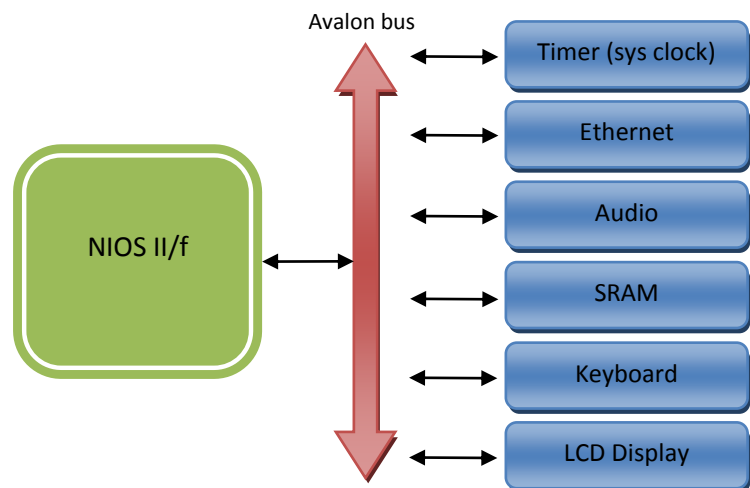 Avalon bus
Timer (sys clock)
Ethernet
Audio
NIOS II/f
SRAM
Keyboard
LCD Display